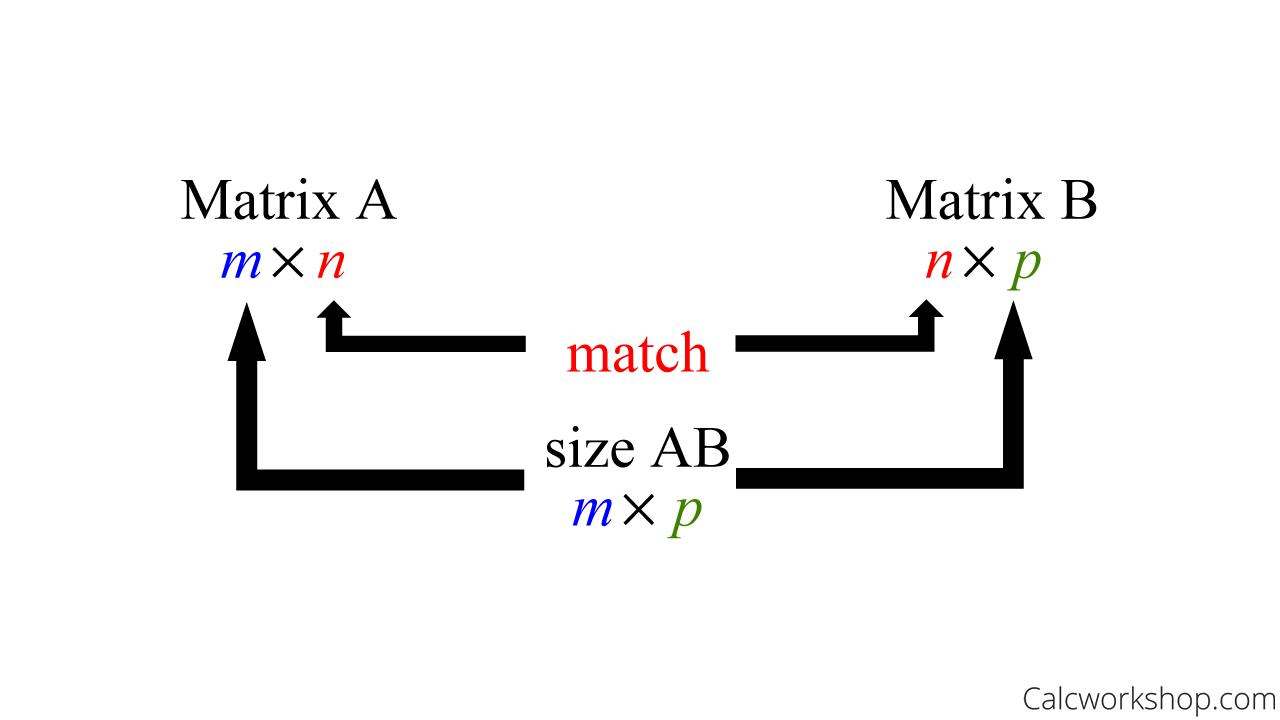 Matrix A
m × n
Matrix B
n × p
match
size AB
m × p
Calcworkshop.com